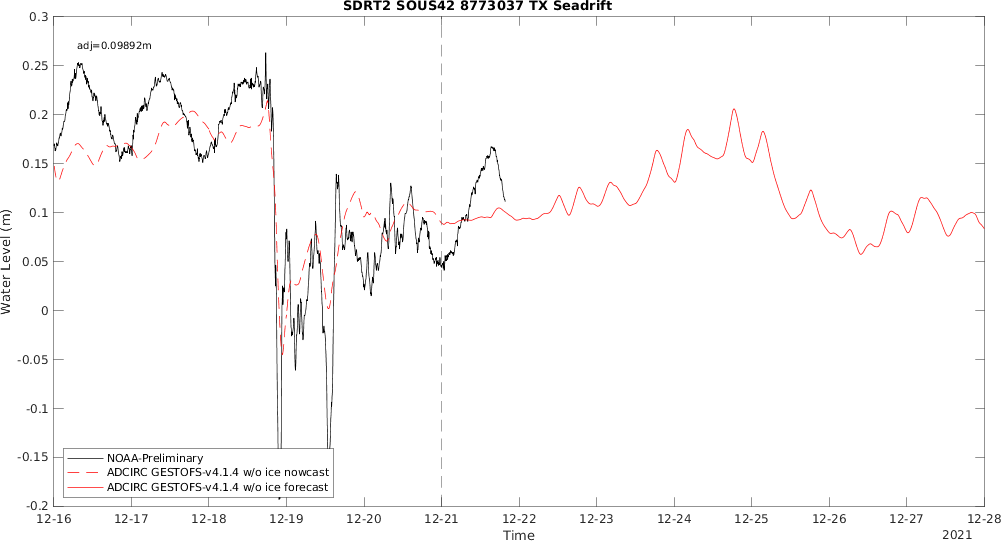 SDRT2 SOUS42 8773037 TX Seadrift
adj=0.09892m
0.3
0.25
0.2
0.15
0.1
0.05
0
-0.05
-0.1
-0.15
-0.2
Water Level (m)
NOAA-Preliminary
ADCIRC GESTOFS-v4.1.4 w/o ice nowcast
ADCIRC GESTOFS-v4.1.4 w/o ice forecast
12-16 12-17 12-18 12-19 12-20 12-21 12-22 12-23 12-24 12-25 12-26 12-27 12-28
Time
2021